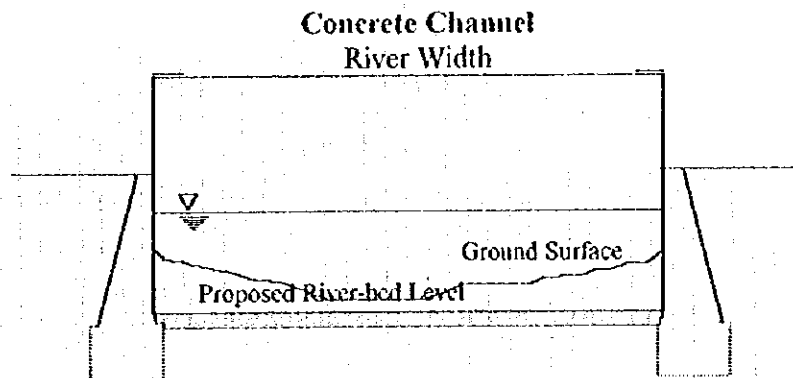 Concrete Channel
River Width
Ground Surface
Proposed River-bed Level